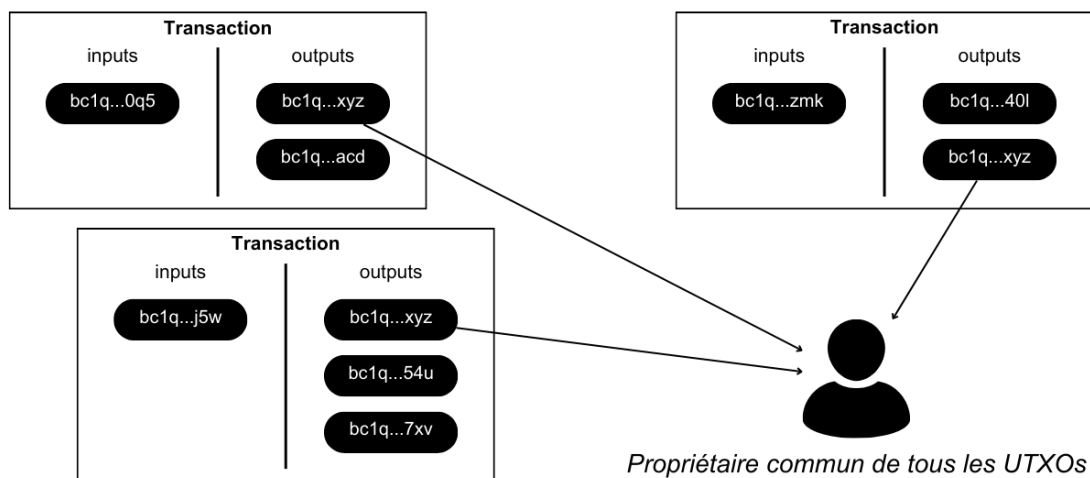 Transaction
inputs
outputs
bc1q...0q5
bc1q...xyz
bc1q...acd
Transaction
inputs
outputs
bc1q...zmk
bc1q...40l
bc1q...xyz
Transaction
inputs
outputs
bc1q...j5w
bc1q...xyz
bc1q...54u
bc1q...7xv
Propriétaire commun de tous les UTXOs